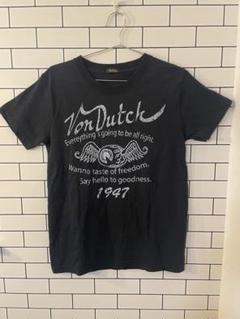 Von Dutch
Everything's going to be all right.
Wanna taste of freedom.
Say hello to goodness.
1947